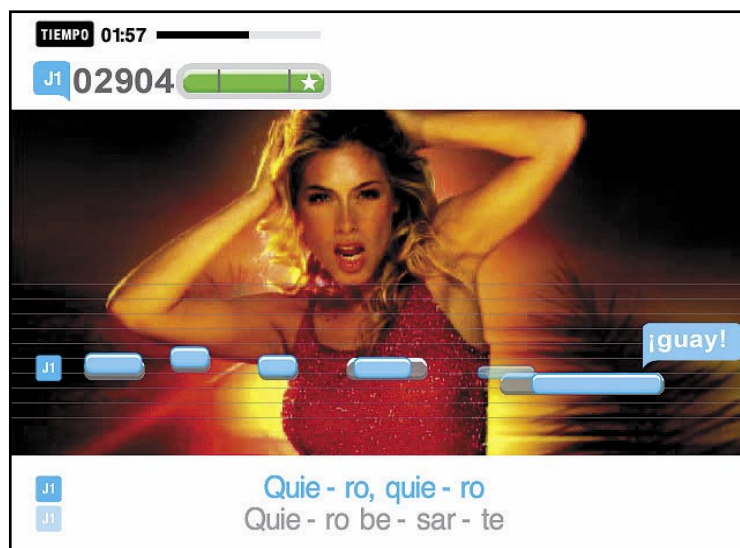 TIEMPO 01:57
J1 02904
¡guay!
J1
J1 Quie - ro, quie - ro
J1 Quie - ro be - sar - te